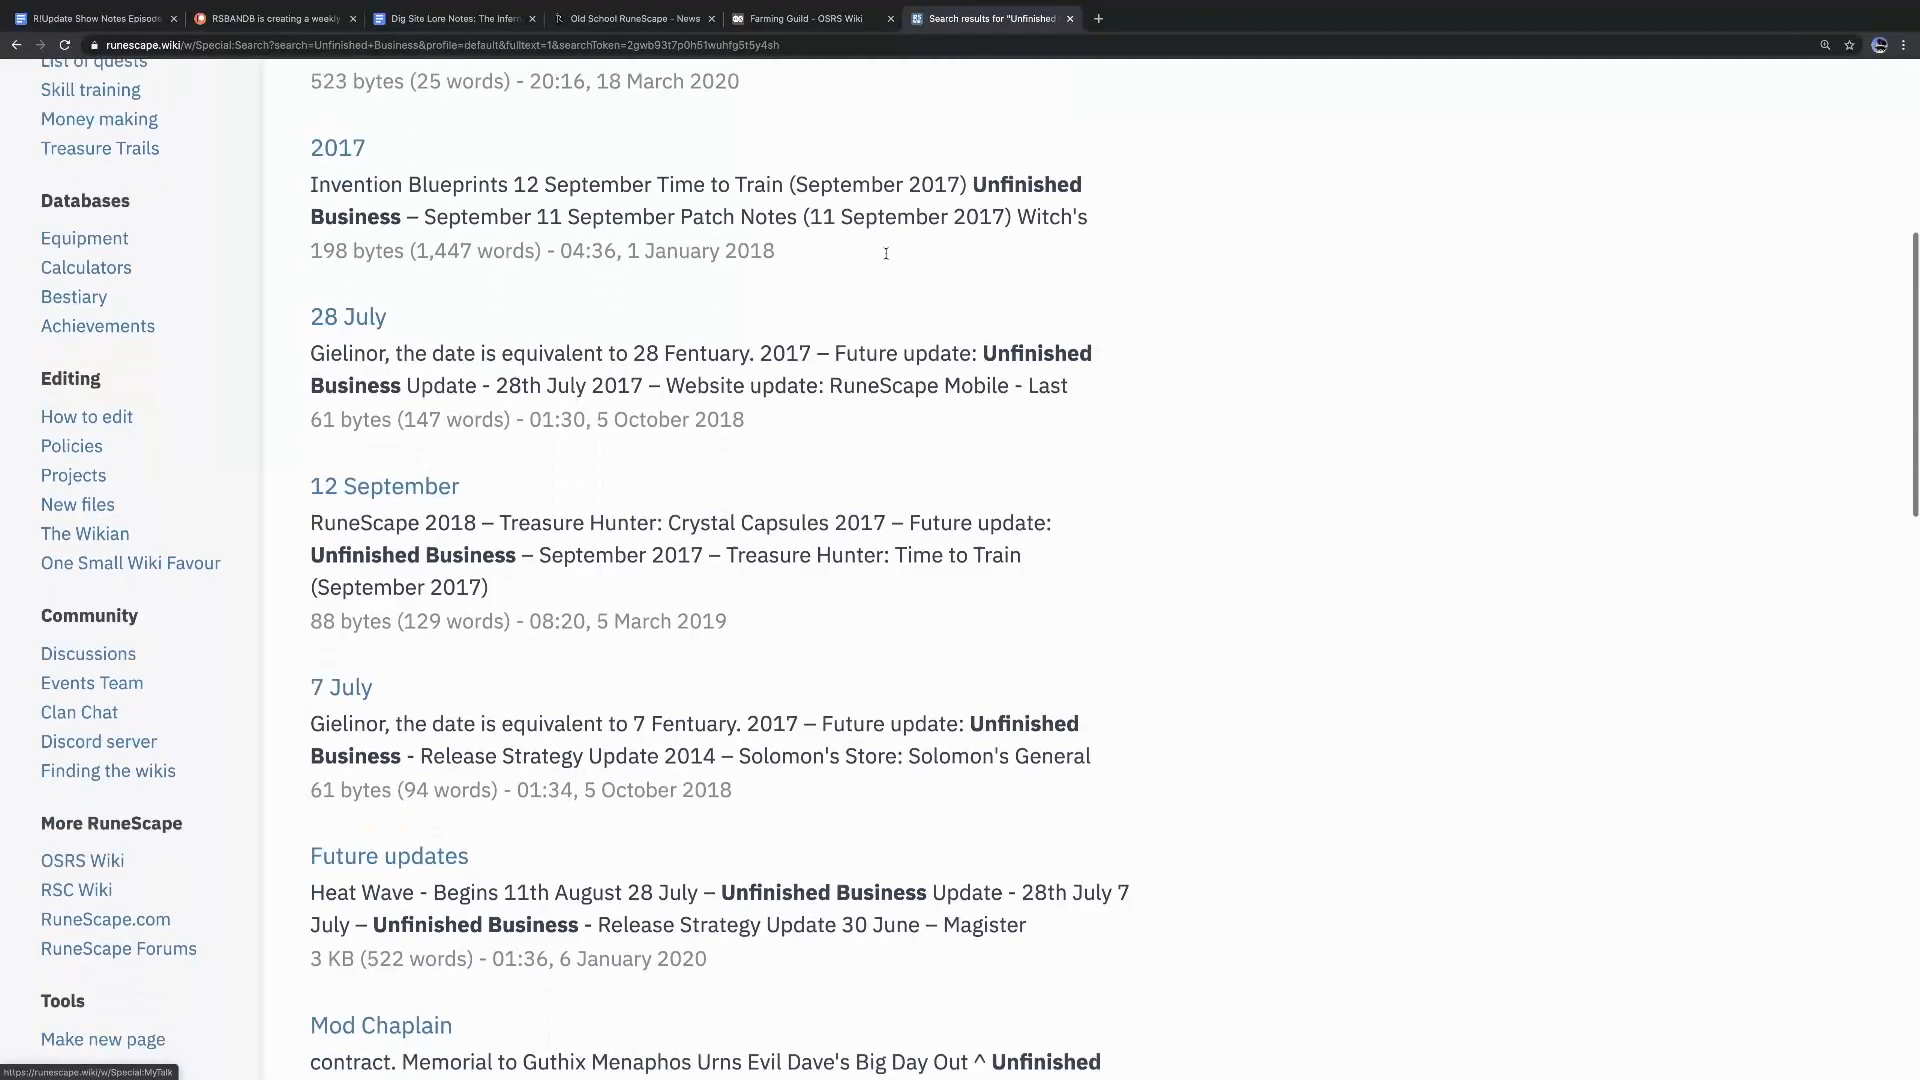 R!Update Show Notes Episode
RSBANDB is creating a weekly
Dig Site Lore Notes: The Infern
Old School RuneScape - News
Farming Guild - OSRS Wiki
Search results for "Unfinished
runescape.wiki/w/Special:Search?search=Unfinished+Business&profile=default&fulltext=1&searchToken=2gwb93t7p0h51wuhfg5t5y4sh
List of quests
Skill training
Money making
Treasure Trails
Databases
Equipment
Calculators
Bestiary
Achievements
Editing
How to edit
Policies
Projects
New files
The Wikian
One Small Wiki Favour
Community
Discussions
Events Team
Clan Chat
Discord server
Finding the wikis
More RuneScape
OSRS Wiki
RSC Wiki
RuneScape.com
RuneScape Forums
Tools
Make new page
https://runescape.wiki/w/Special:MyTalk
523 bytes (25 words) - 20:16, 18 March 2020
2017
Invention Blueprints 12 September Time to Train (September 2017) Unfinished
Business – September 11 September Patch Notes (11 September 2017) Witch's
198 bytes (1,447 words) - 04:36, 1 January 2018
28 July
Gielinor, the date is equivalent to 28 Fentuary. 2017 – Future update: Unfinished
Business Update - 28th July 2017 – Website update: RuneScape Mobile - Last
61 bytes (147 words) - 01:30, 5 October 2018
12 September
RuneScape 2018 – Treasure Hunter: Crystal Capsules 2017 – Future update:
Unfinished Business – September 2017 – Treasure Hunter: Time to Train
(September 2017)
88 bytes (129 words) - 08:20, 5 March 2019
7 July
Gielinor, the date is equivalent to 7 Fentuary. 2017 – Future update: Unfinished
Business - Release Strategy Update 2014 – Solomon's Store: Solomon's General
61 bytes (94 words) - 01:34, 5 October 2018
Future updates
Heat Wave - Begins 11th August 28 July – Unfinished Business Update - 28th July 7
July – Unfinished Business - Release Strategy Update 30 June – Magister
3 KB (522 words) - 01:36, 6 January 2020
Mod Chaplain
contract. Memorial to Guthix Menaphos Urns Evil Dave's Big Day Out ^ Unfinished